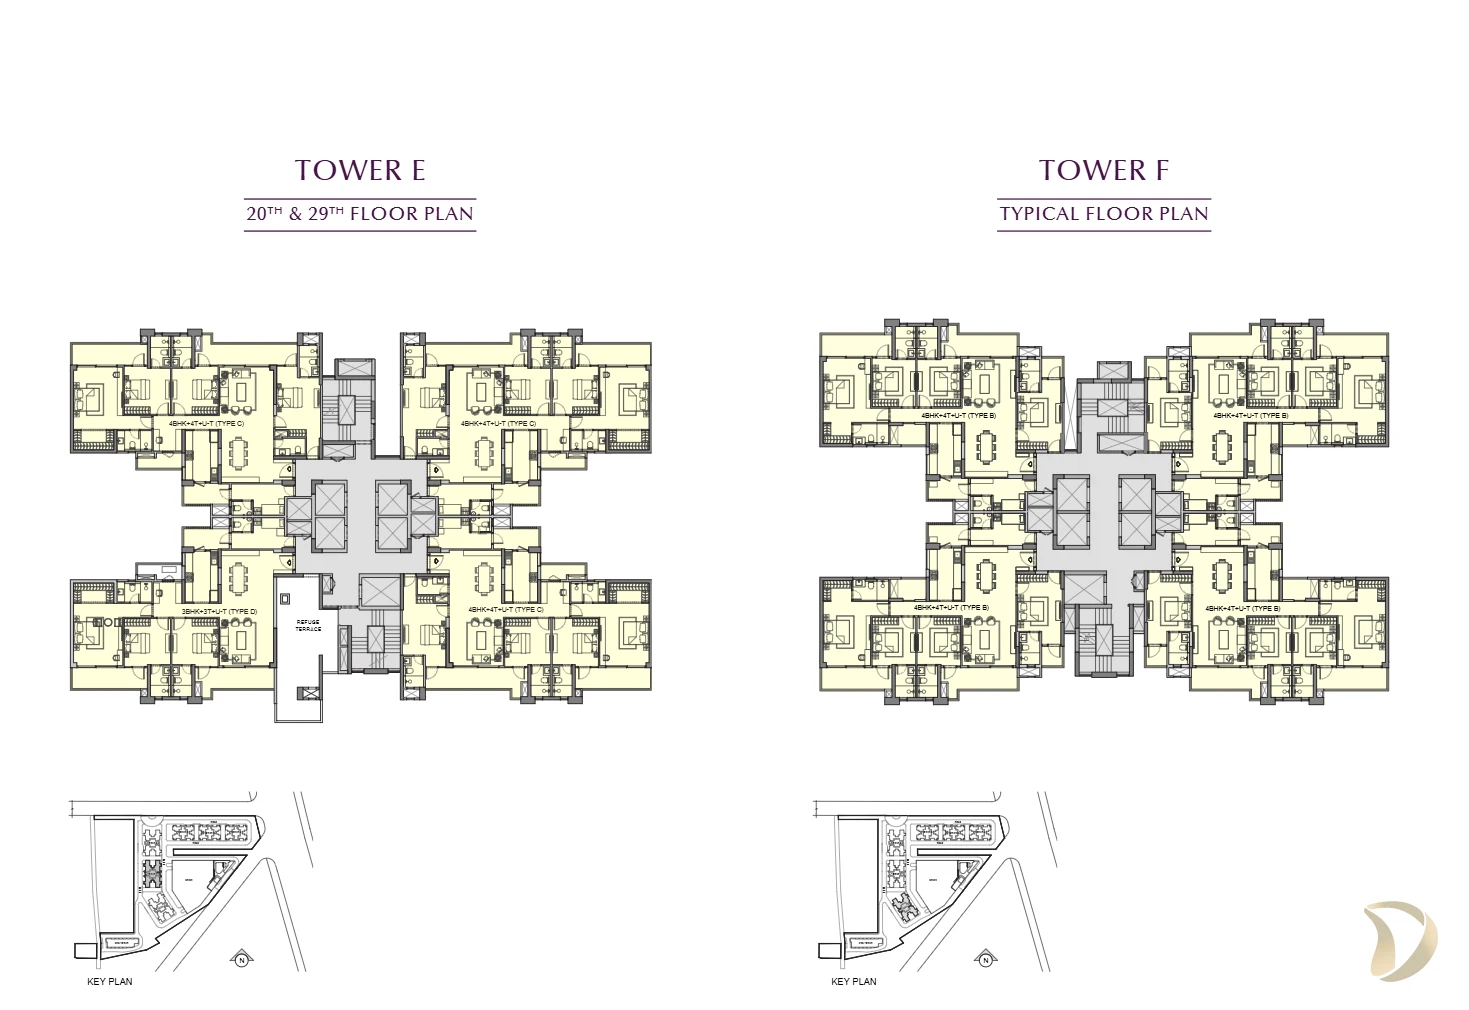 TOWER E
20TH & 29TH FLOOR PLAN
4BHK+4T+U-T (TYPE C)
4BHK+4T+U-T (TYPE C)
3BHK+3T+U-T (TYPE D)
4BHK+4T+U-T (TYPE C)
REFUGE
TERRACE
KEY PLAN
N
TOWER F
TYPICAL FLOOR PLAN
4BHK+4T+U-T (TYPE B)
4BHK+4T+U-T (TYPE B)
4BHK+4T+U-T (TYPE B)
4BHK+4T+U-T (TYPE B)
KEY PLAN
N